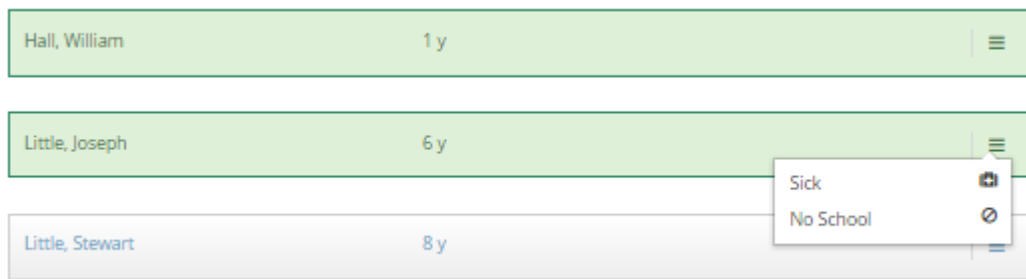 Hall, William 1 y
Little, Joseph 6 y
Sick
No School
Little, Stewart 8 y